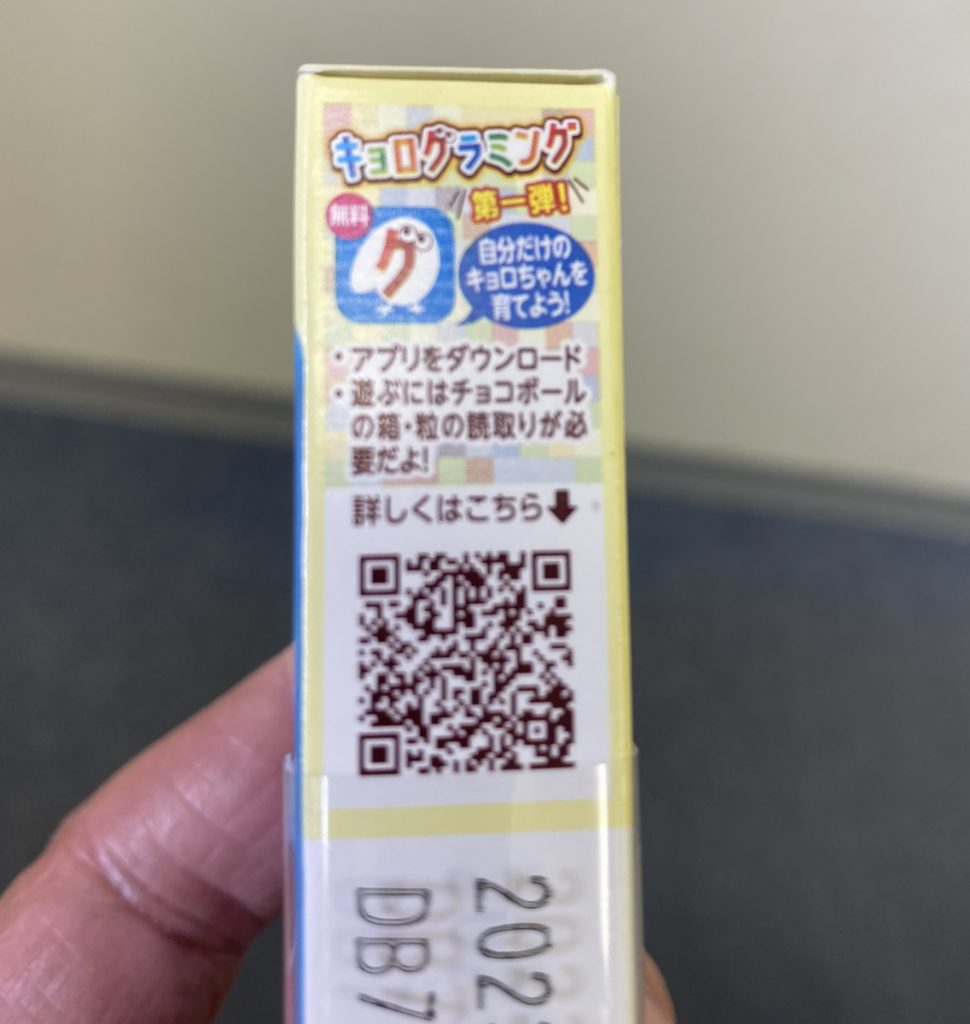 キョログラミング
第一弾!
無料
グ
自分だけの
キョロちゃんを
育てよう!
・アプリをダウンロード
・遊ぶにはチョコボール
の箱・粒の読取りが必
要だよ!
詳しくはこちら⬇
202
DB7